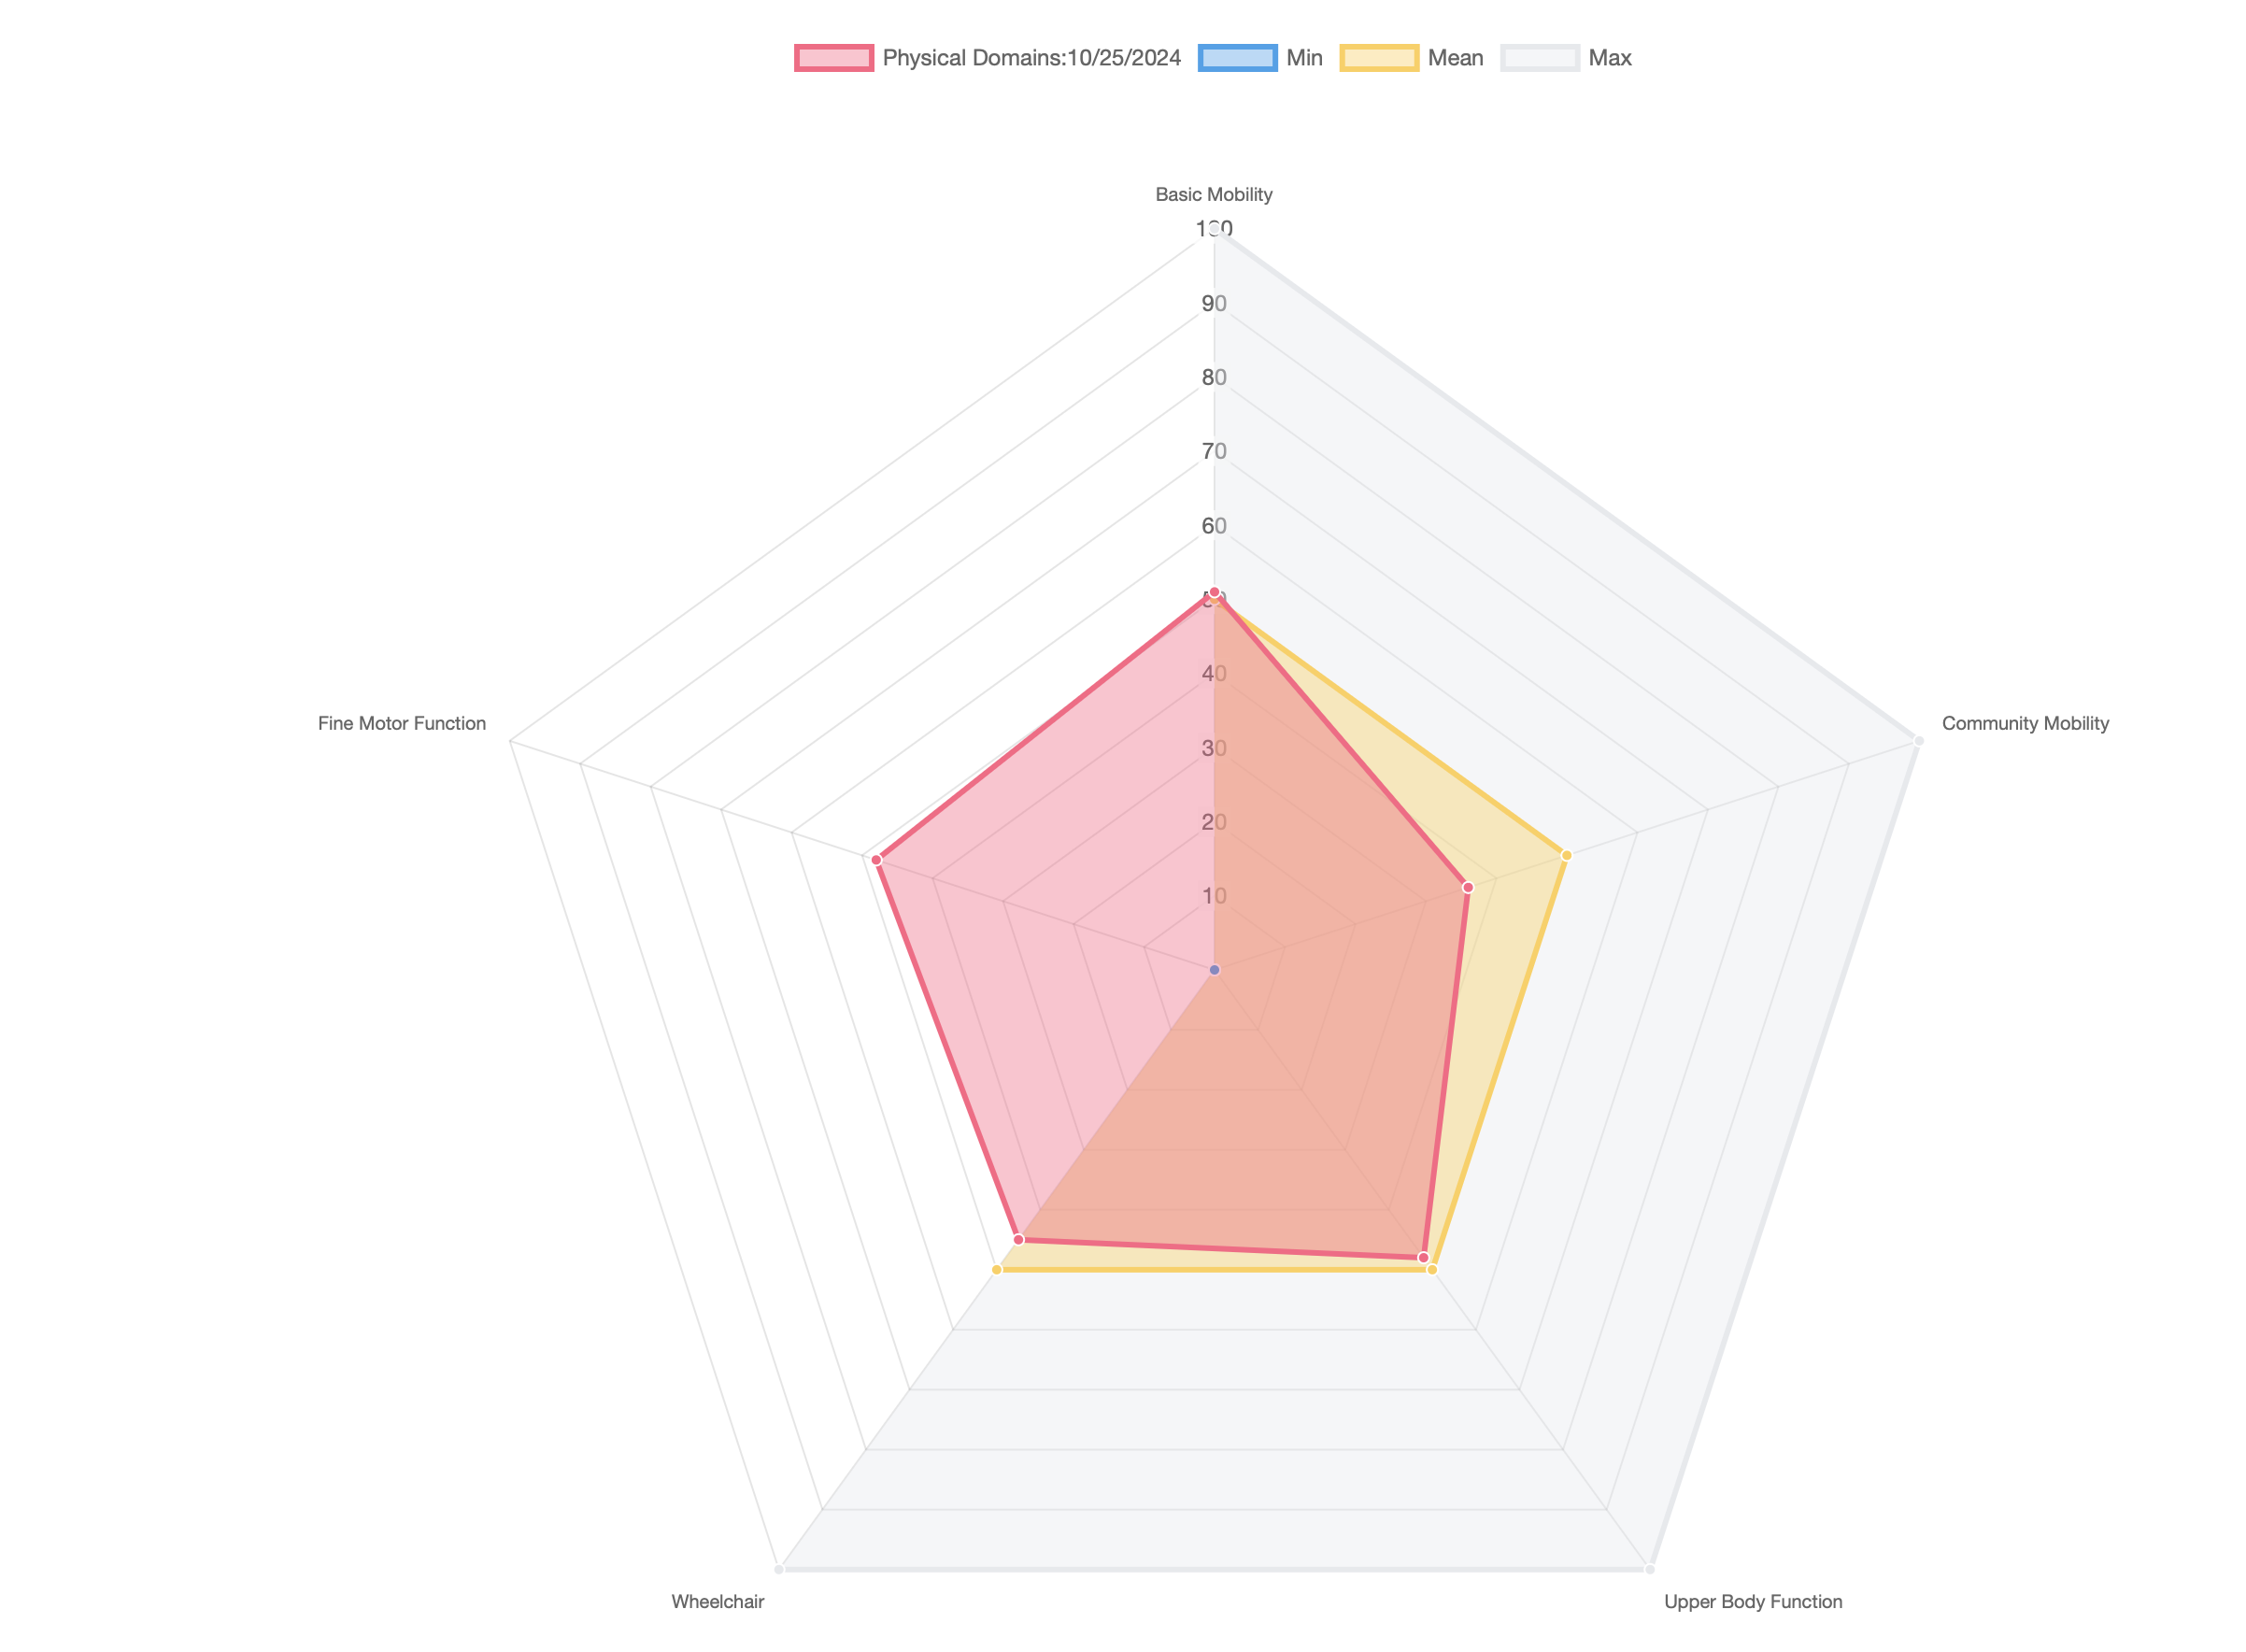 Physical Domains:10/25/2024 Min Mean Max
Basic Mobility
100
90
80
70
60
50
40
30
20
10
Fine Motor Function
Community Mobility
Wheelchair
Upper Body Function